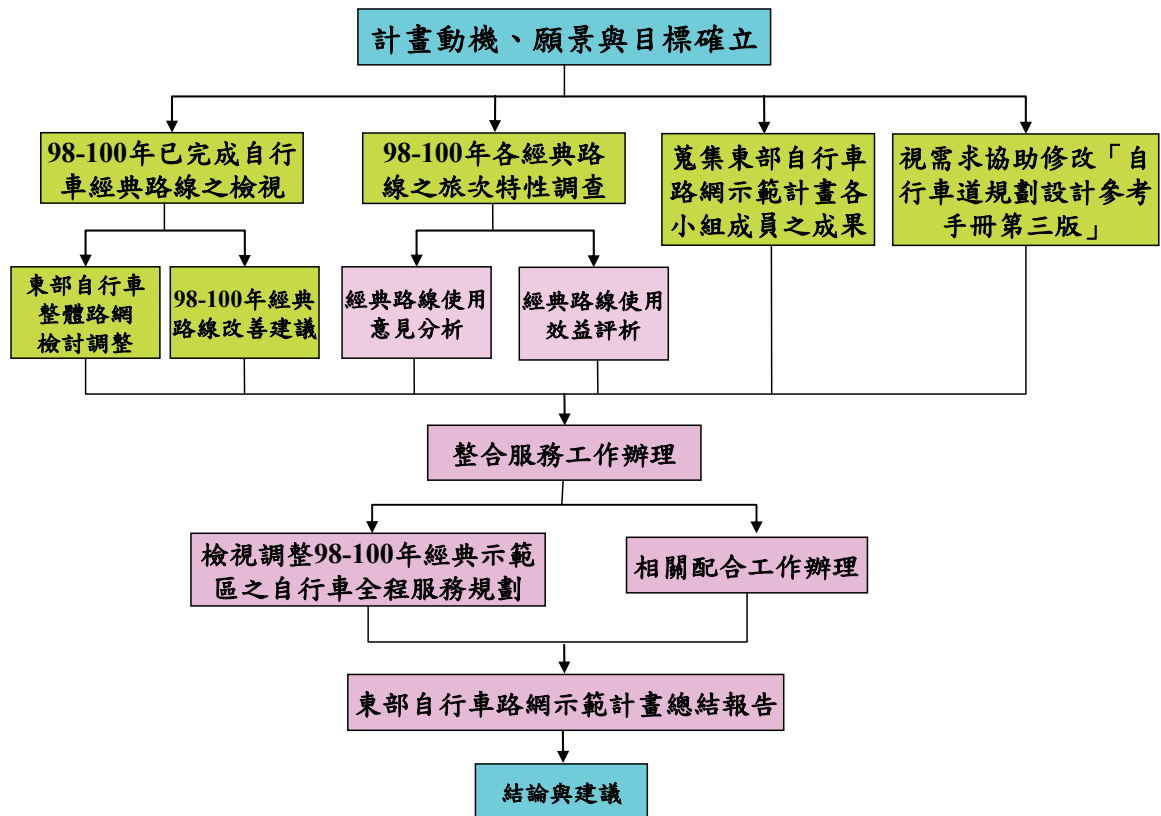 計畫動機、願景與目標確立
98-100年已完成自行
車經典路線之檢視
98-100年各經典路
線之旅次特性調查
蒐集東部自行車
路網示範計畫各
小組成員之成果
視需求協助修改「自
行車道規劃設計參考
手冊第三版」
東部自行車
整體路網
檢討調整
98-100年經典
路線改善建議
經典路線使用
意見分析
經典路線使用
效益評析
整合服務工作辦理
檢視調整98-100年經典示範
區之自行車全程服務規劃
相關配合工作辦理
東部自行車路網示範計畫總結報告
結論與建議